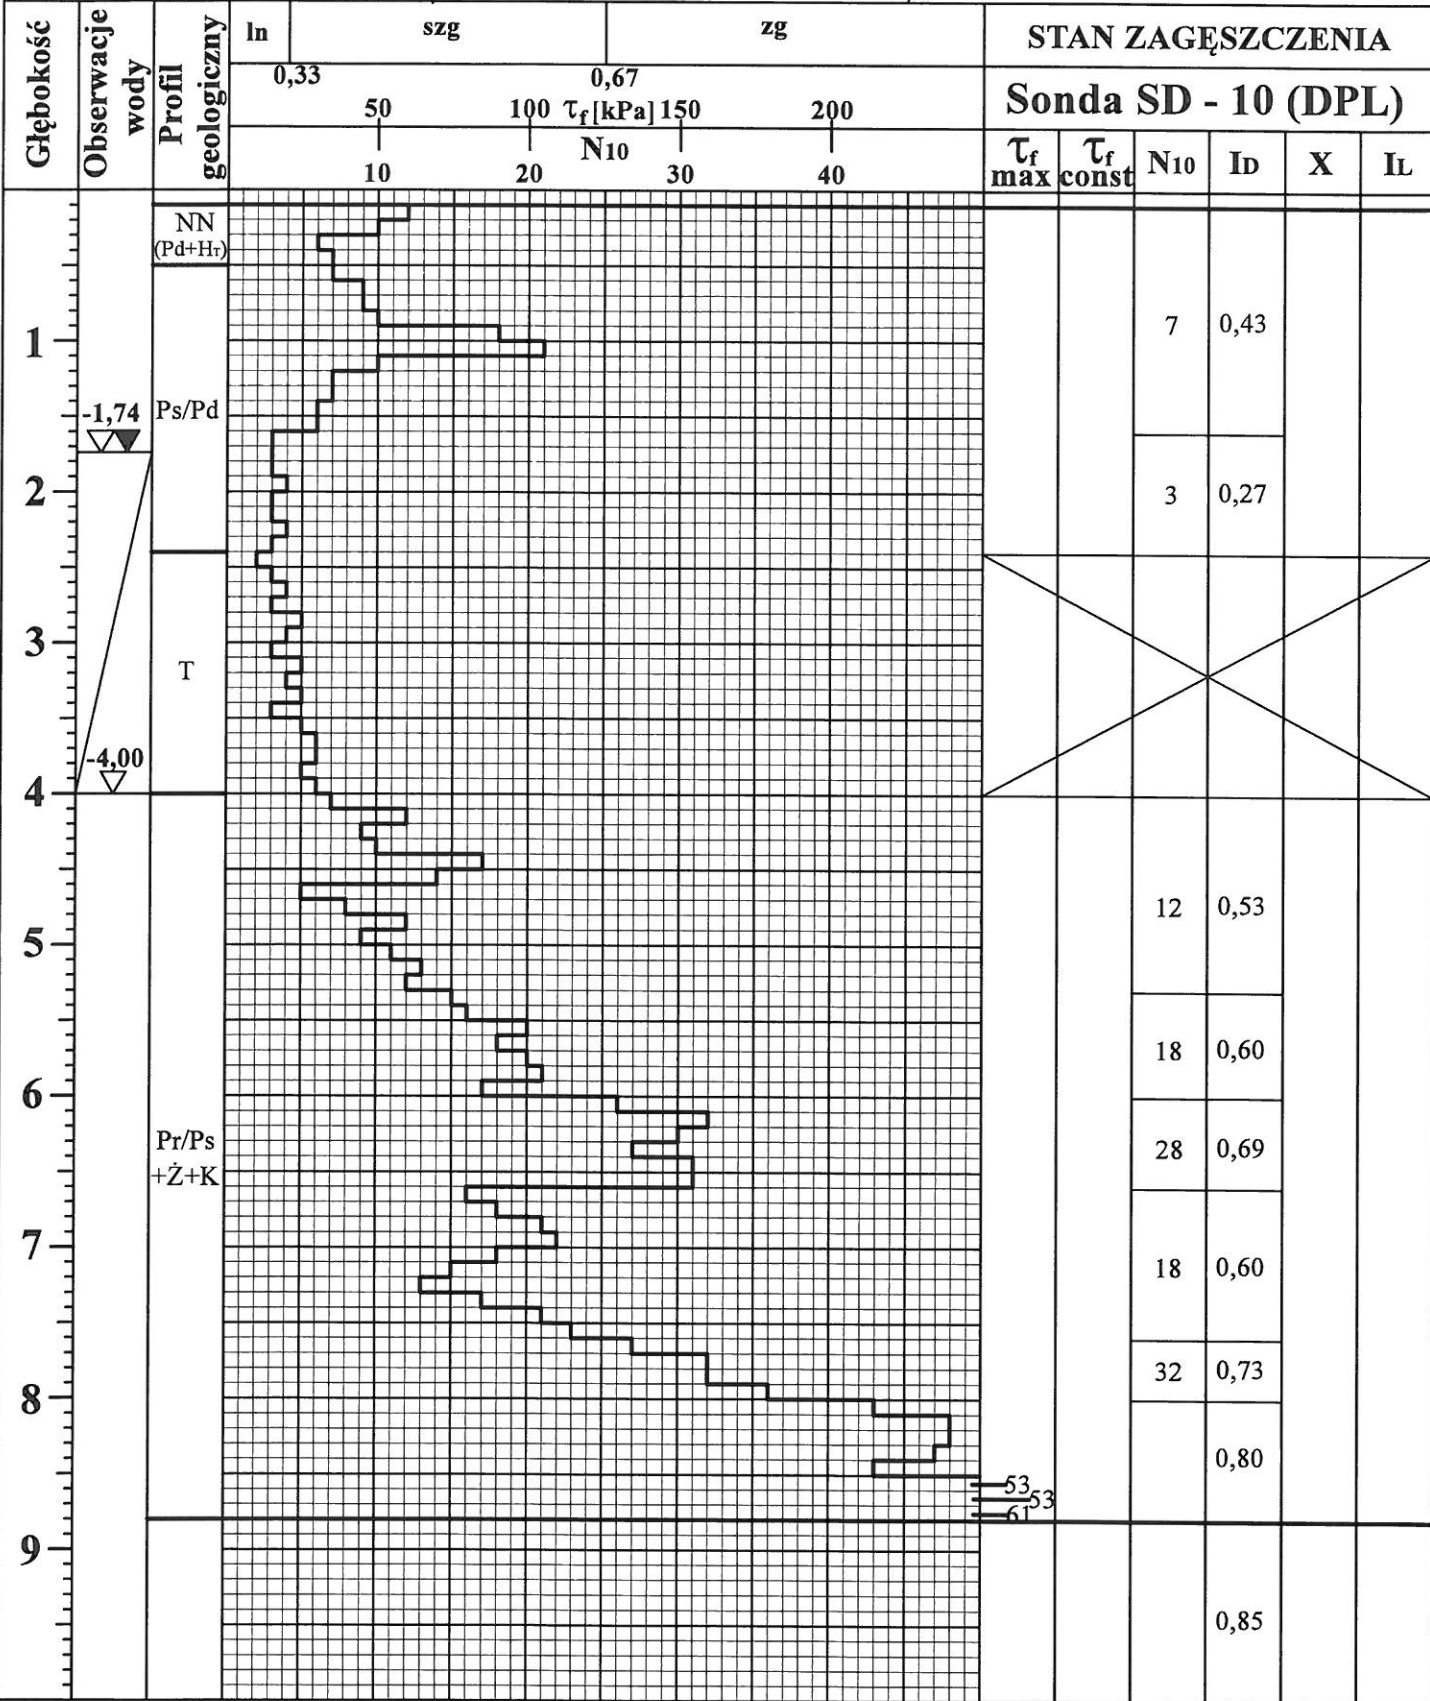 Głębokość
Obserwacje wody
Profil geologiczny
ln szg zg
0,33 0,67
50 100 τf [kPa] 150 200
N10
10 20 30 40
STAN ZAGĘSZCZENIA
Sonda SD - 10 (DPL)
τf max τf const N10 ID X IL
NN
(Pd+Hт)
1
7 0,43
-1,74
Ps/Pd
2
3 0,27
3
T
-4,00
4
12 0,53
5
18 0,60
6
Pr/Ps
+Ż+K
28 0,69
7
18 0,60
32 0,73
8
0,80
53
53
61
9
0,85